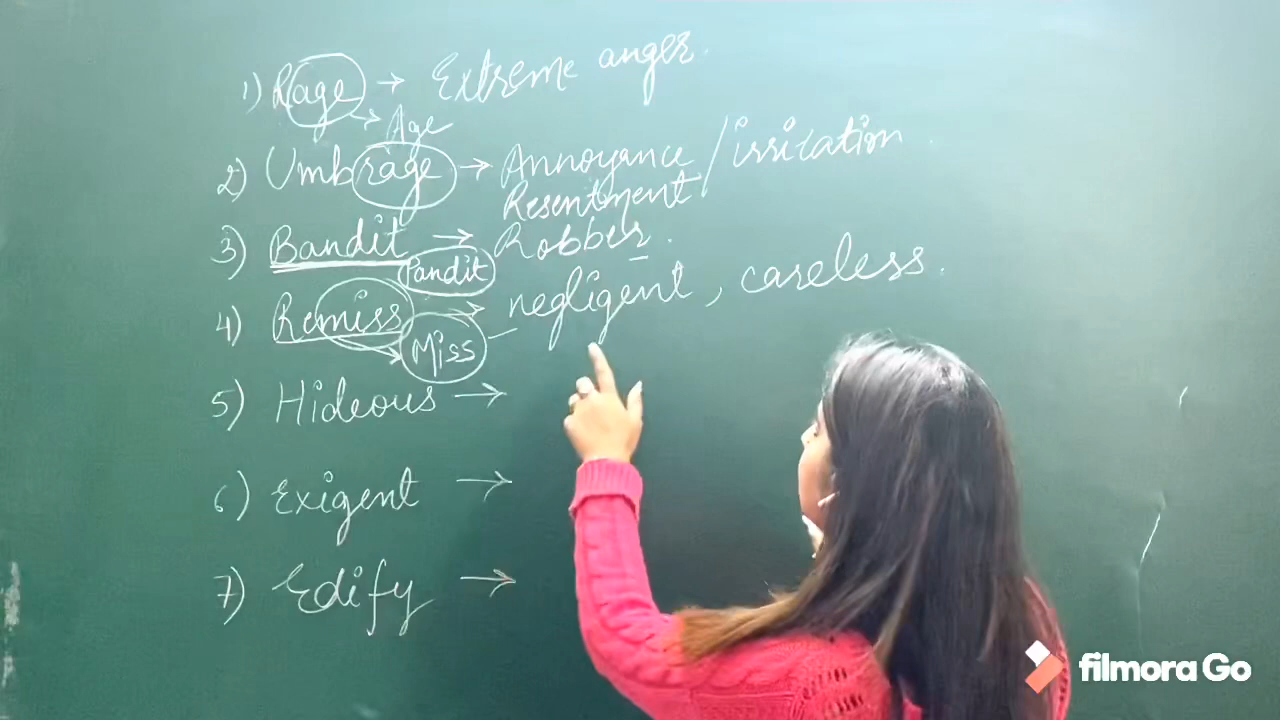 1) Rage → Extreme anger.
→ Age
2) Umbrage → Annoyance / irrication.
Resentment
3) Bandit → Robber.
Pandit
4) Remiss → negligent, careless.
Miss
5) Hideous →
6) Exigent →
7) Edify →
filmora Go